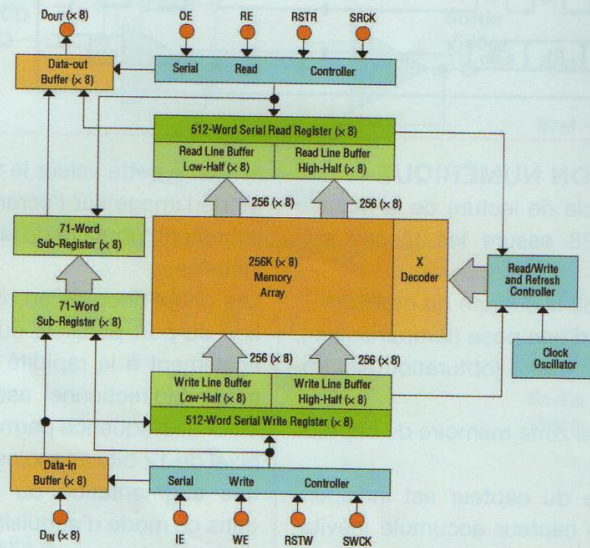 DOUT (× 8)
OE
RE
RSTR
SRCK
Data-out
Buffer (× 8)
Serial Read Controller
512-Word Serial Read Register (× 8)
Read Line Buffer
Low-Half (× 8)
Read Line Buffer
High-Half (× 8)
256 (× 8)
256 (× 8)
71-Word
Sub-Register (× 8)
71-Word
Sub-Register (× 8)
256K (× 8)
Memory
Array
X
Decoder
Read/Write
and Refresh
Controller
Clock
Oscillator
256 (× 8)
256 (× 8)
Write Line Buffer
Low-Half (× 8)
Write Line Buffer
High-Half (× 8)
512-Word Serial Write Register (× 8)
Data-in
Buffer (× 8)
Serial Write Controller
DIN (× 8)
IE
WE
RSTW
SWCK